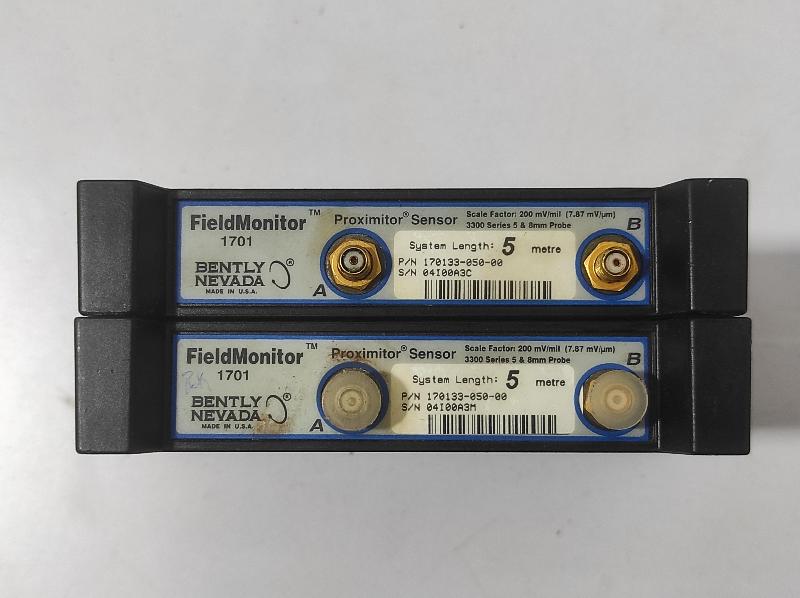 FieldMonitor™ Proximitor® Sensor
1701
Scale Factor: 200 mV/mil (7.87 mV/µm)
3300 Series 5 & 8mm Probe
B
System Length: 5 metre
P/N 170133-050-00
S/N 04I00A3C
BENTLY
NEVADA
MADE IN U.S.A.
A
FieldMonitor™ Proximitor® Sensor
1701
Scale Factor: 200 mV/mil (7.87 mV/µm)
3300 Series 5 & 8mm Probe
B
System Length: 5 metre
P/N 170133-050-00
S/N 04I00A3M
BENTLY
NEVADA
MADE IN U.S.A.
A